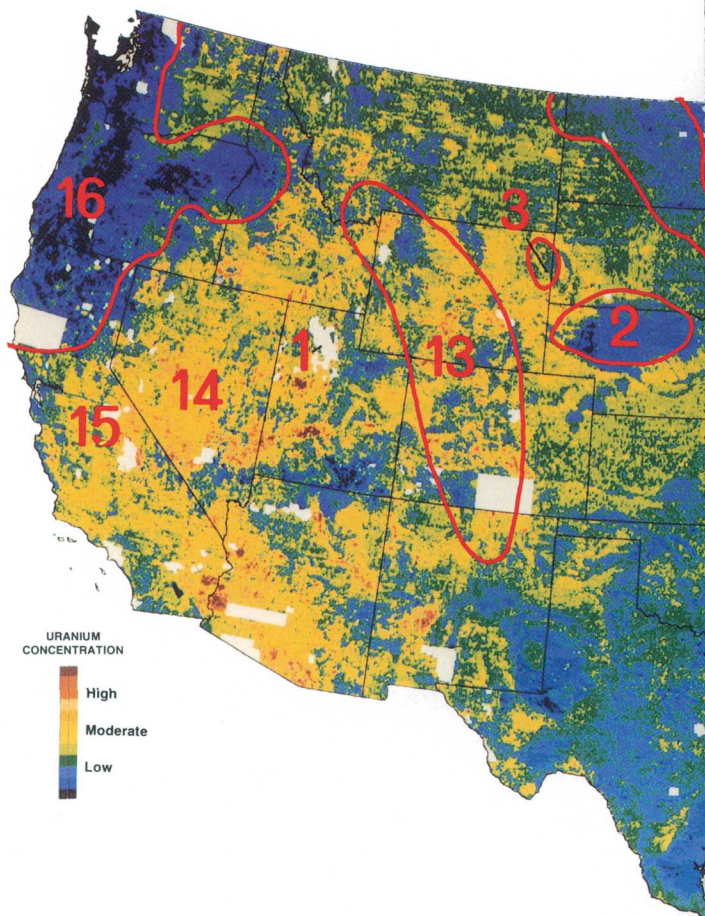 16
3
2
1
13
14
15
URANIUM
CONCENTRATION
High
Moderate
Low